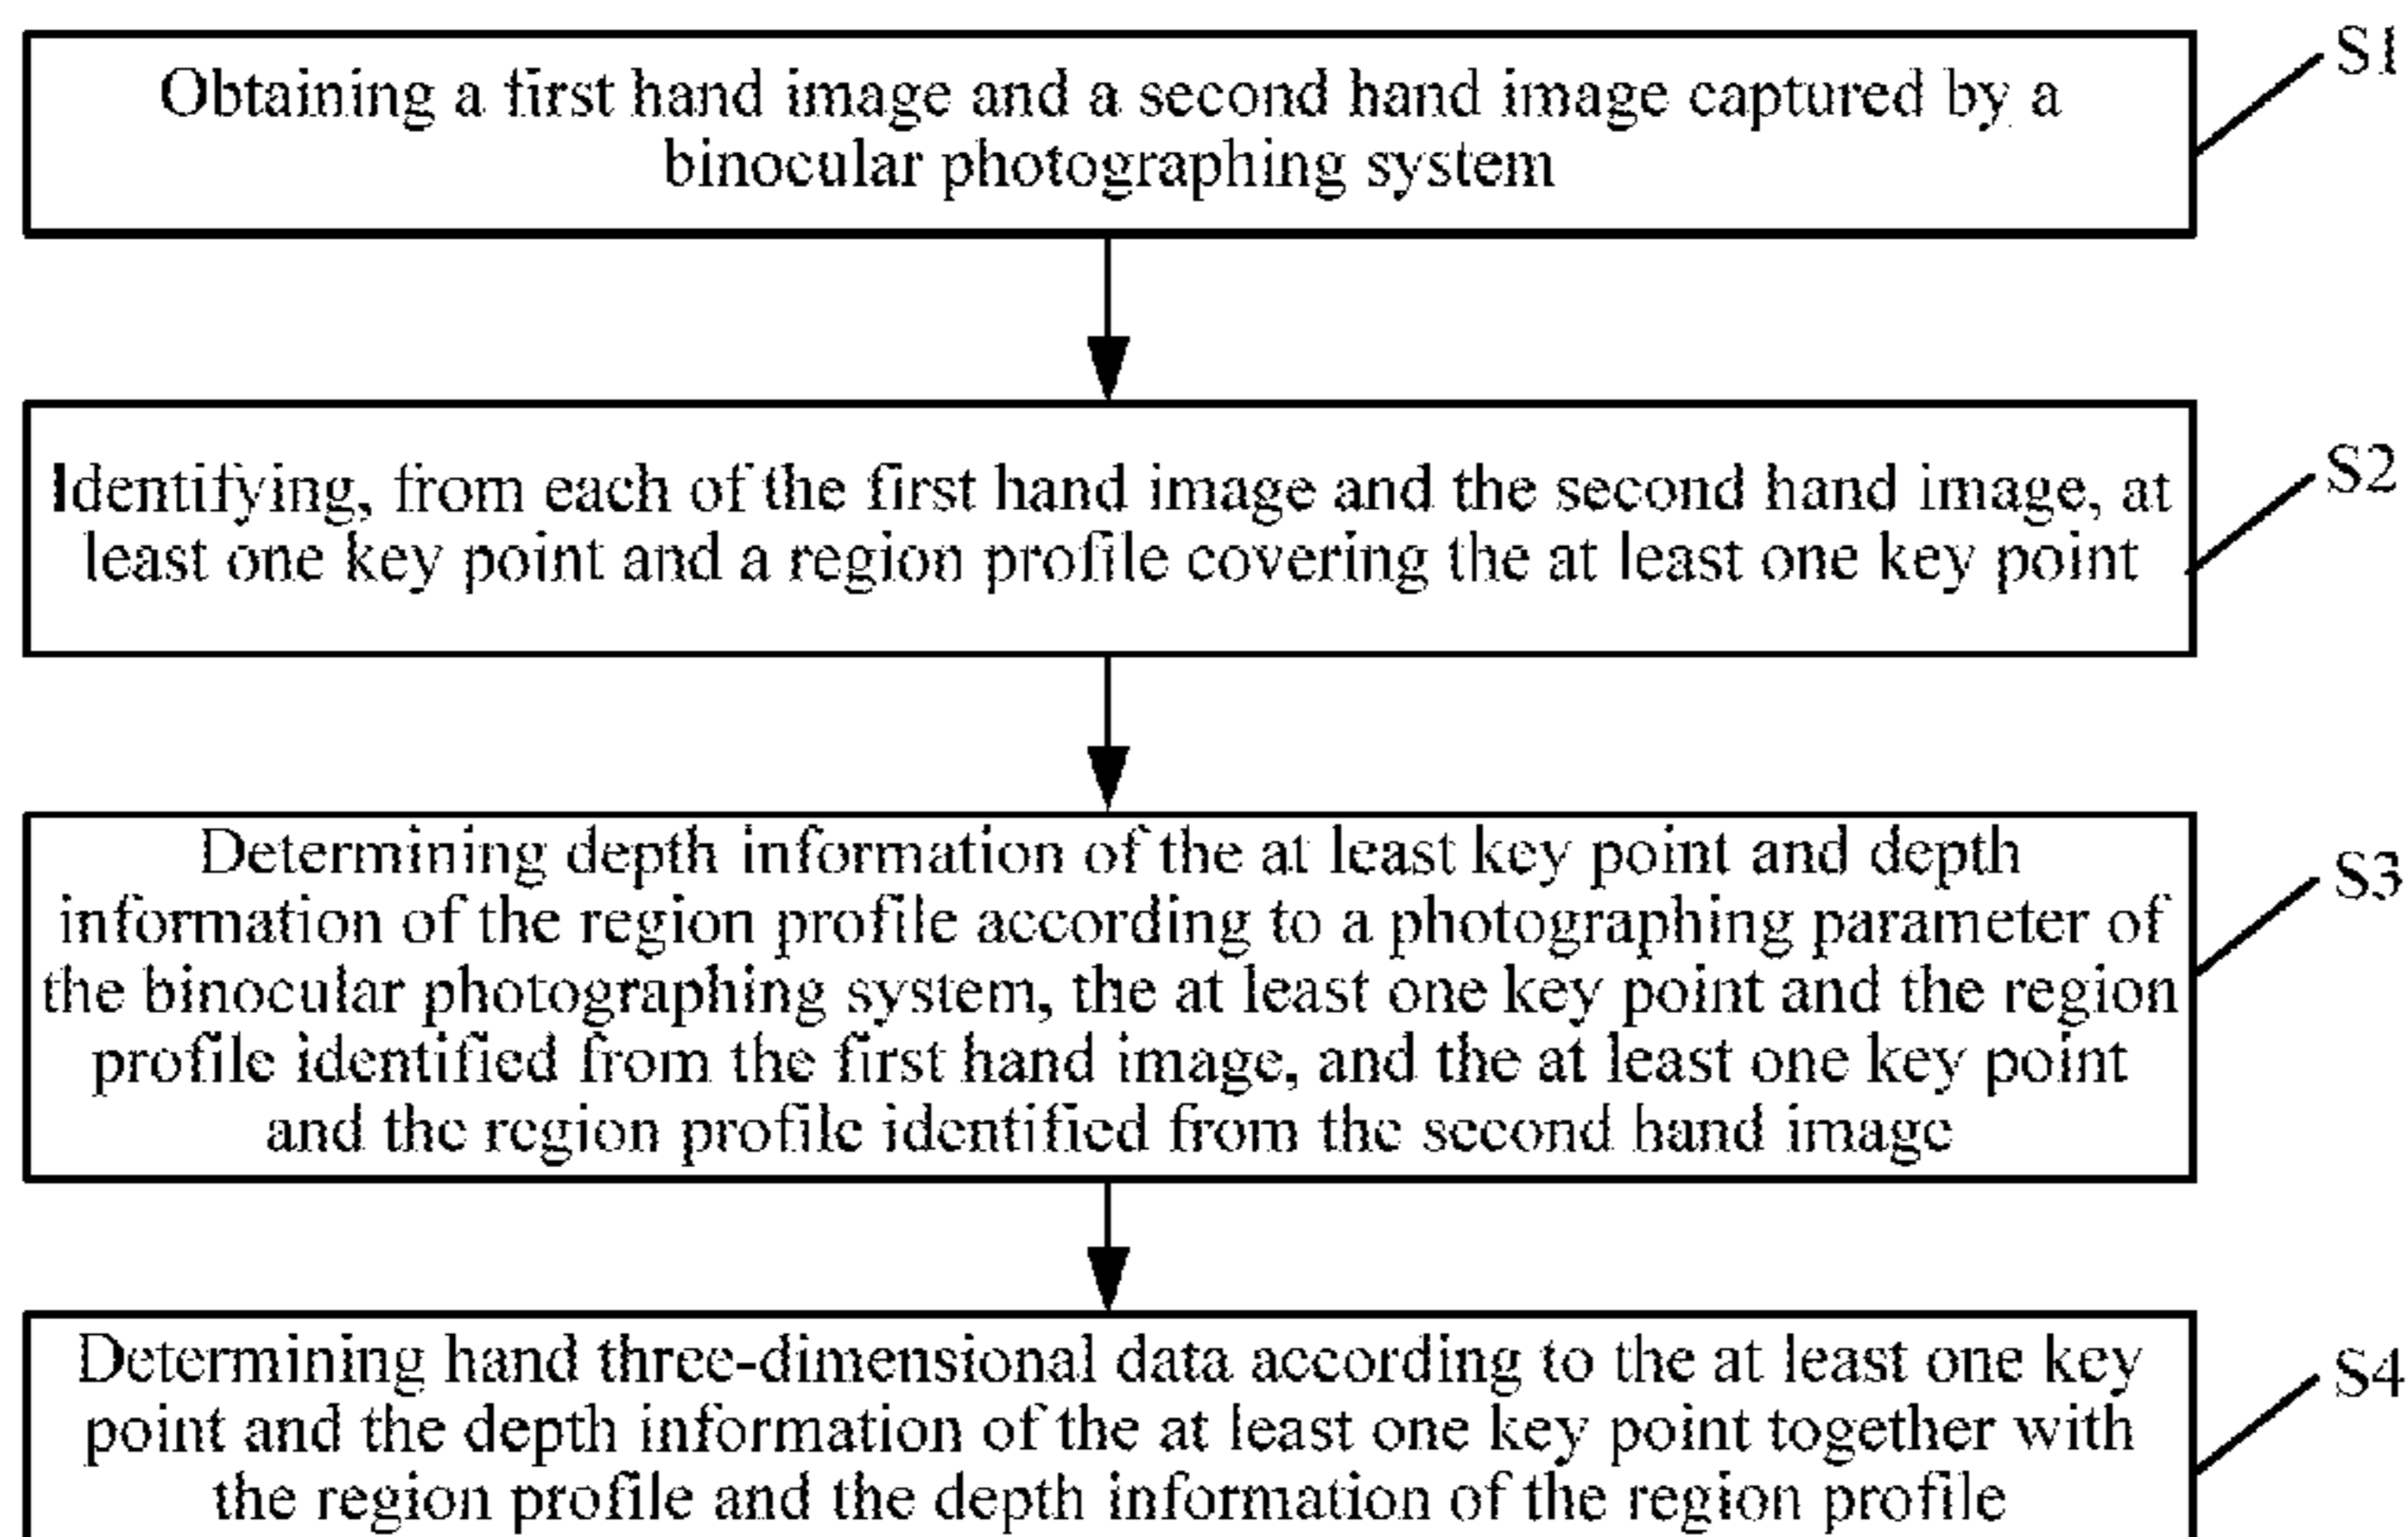 S1
Obtaining a first hand image and a second hand image captured by a
binocular photographing system
S2
Identifying, from each of the first hand image and the second hand image, at
least one key point and a region profile covering the at least one key point
S3
Determining depth information of the at least key point and depth
information of the region profile according to a photographing parameter of
the binocular photographing system, the at least one key point and the region
profile identified from the first hand image, and the at least one key point
and the region profile identified from the second hand image
S4
Determining hand three-dimensional data according to the at least one key
point and the depth information of the at least one key point together with
the region profile and the depth information of the region profile